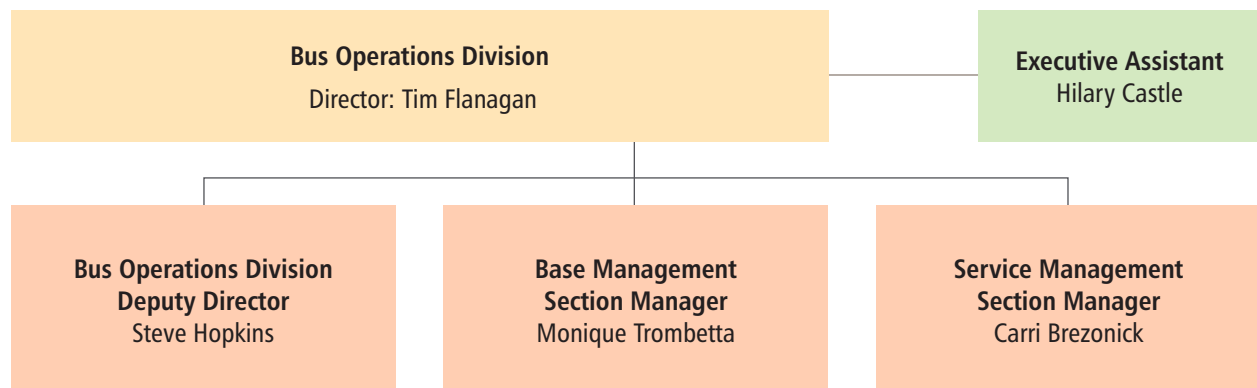 Bus Operations Division
Director: Tim Flanagan
Executive Assistant
Hilary Castle
Bus Operations Division
Deputy Director
Steve Hopkins
Base Management
Section Manager
Monique Trombetta
Service Management
Section Manager
Carri Brezonick